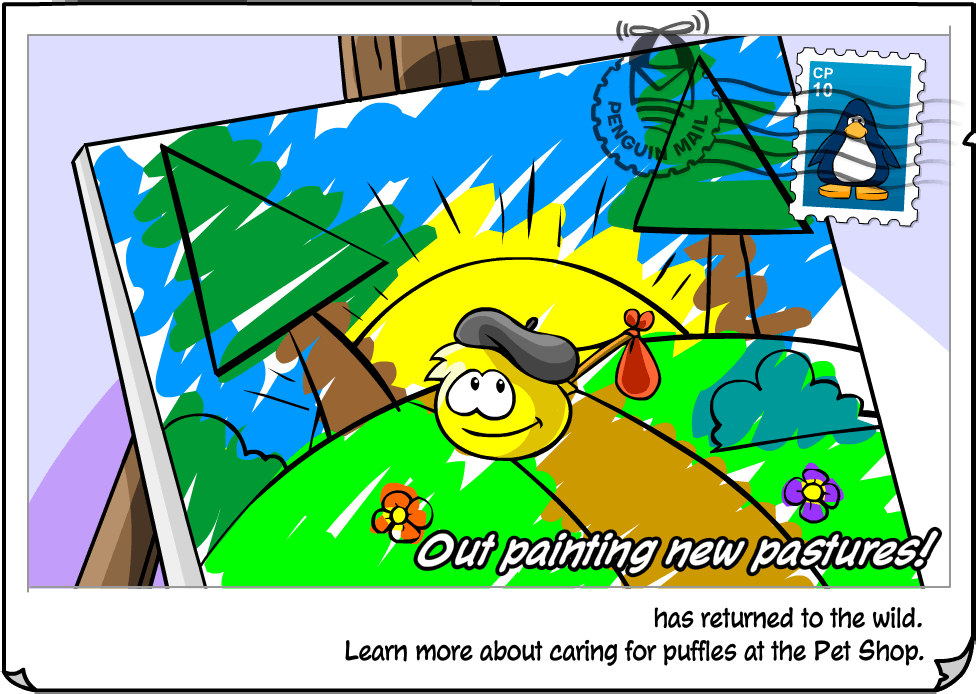 CP
10
PENGUIN MAIL
Out painting new pastures!
has returned to the wild.
Learn more about caring for puffles at the Pet Shop.